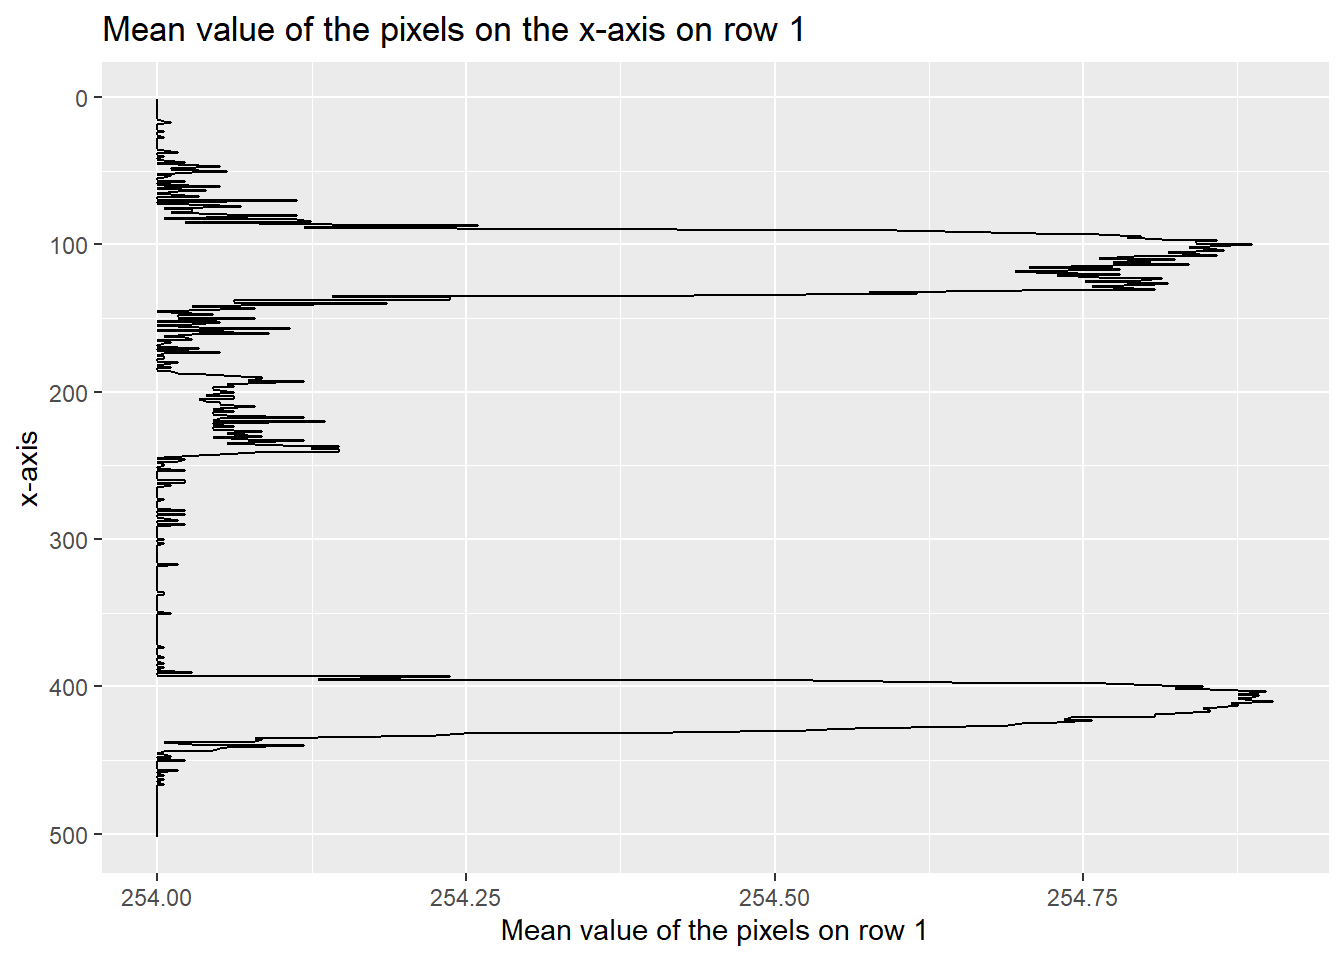 Mean value of the pixels on the x-axis on row 1
0
100
200
300
400
500
x-axis
254.00 254.25 254.50 254.75
Mean value of the pixels on row 1